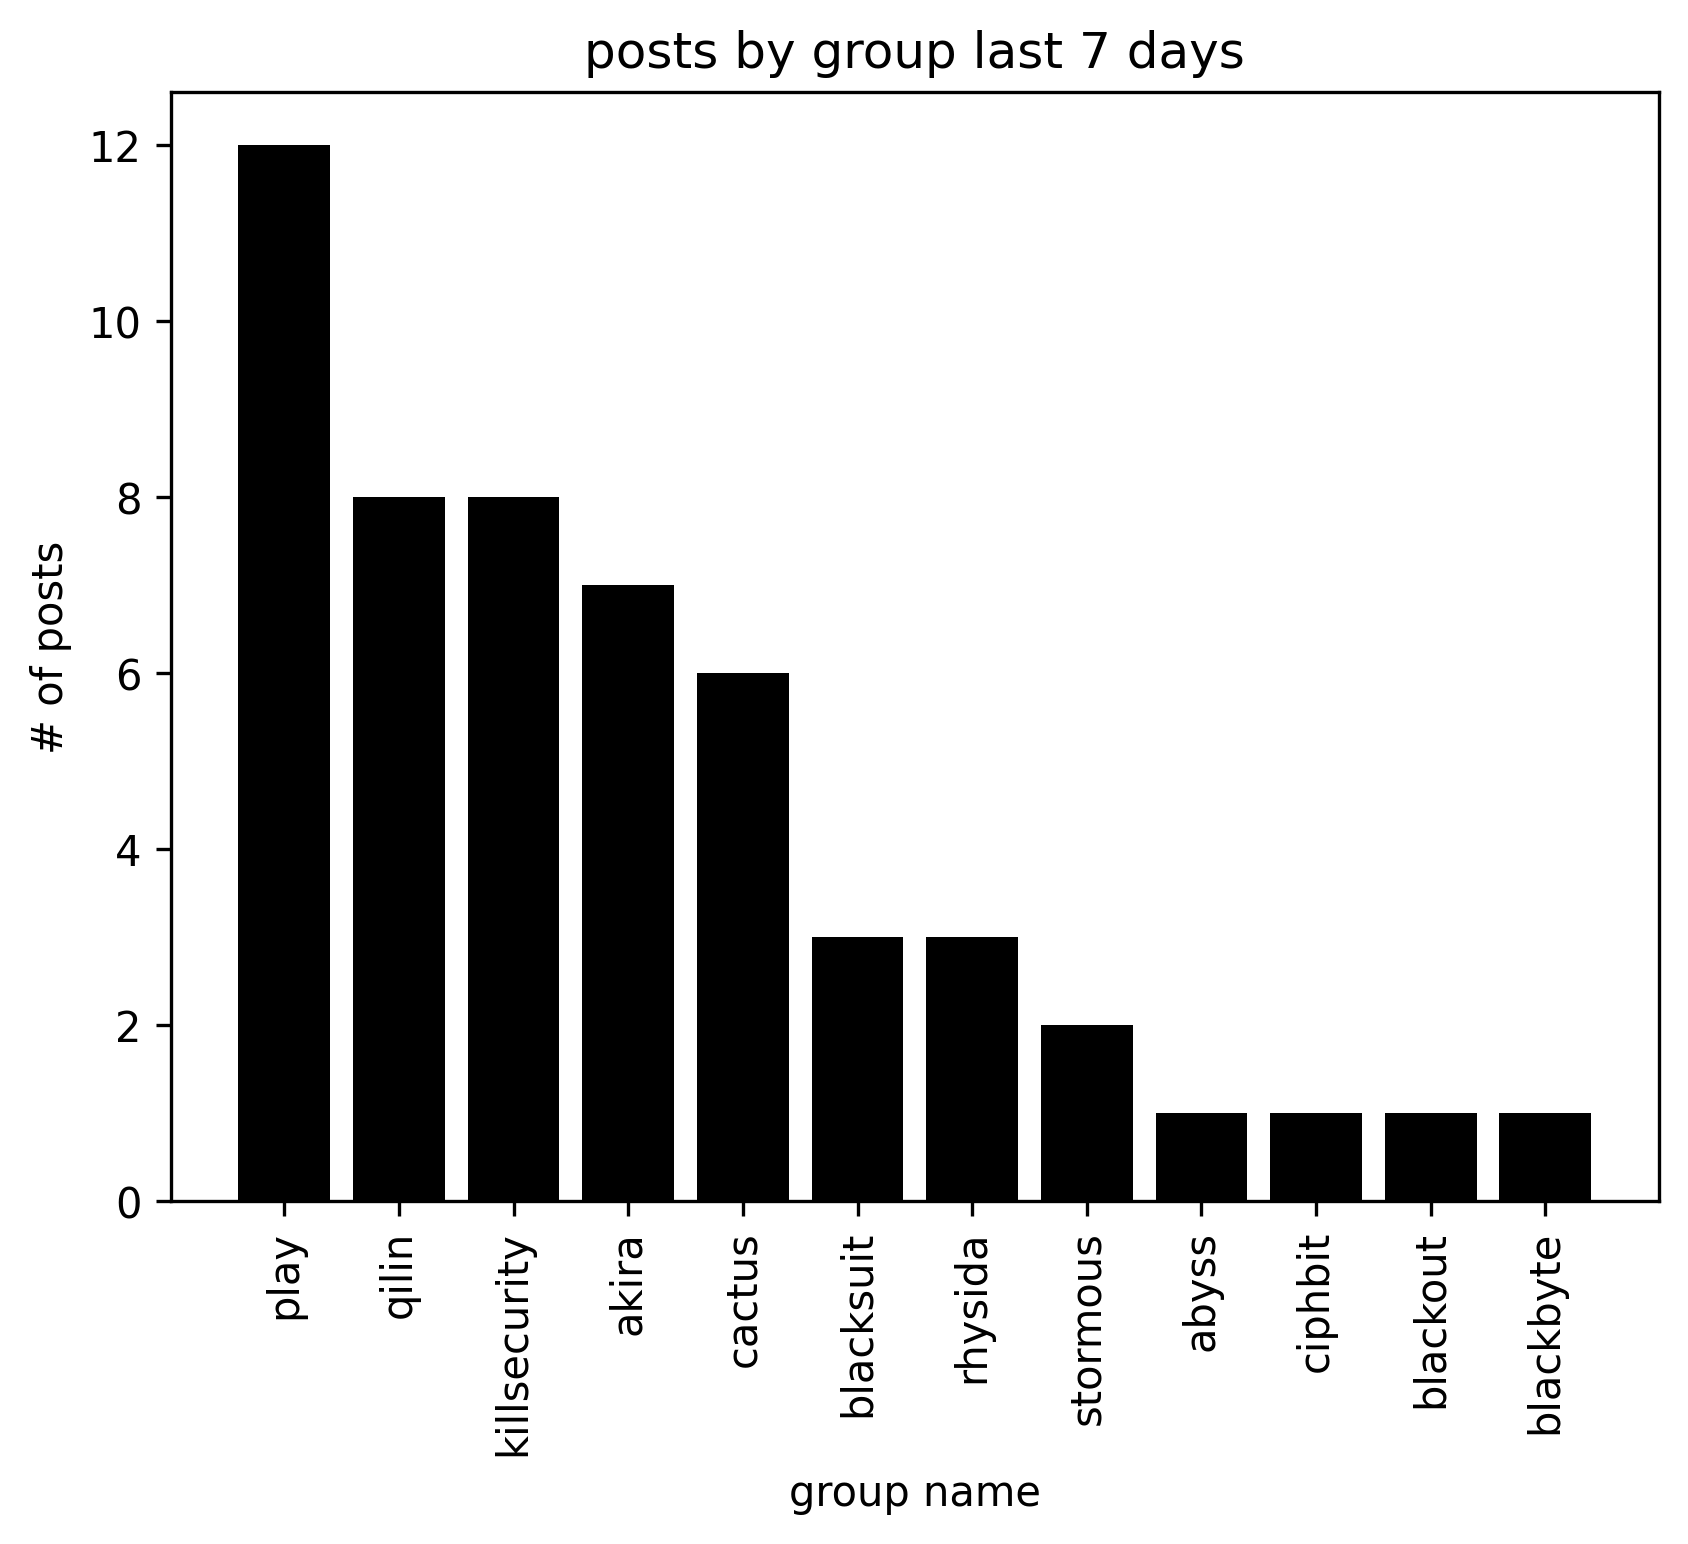 posts by group last 7 days
# of posts
12
10
8
6
4
2
0
play
qilin
killsecurity
akira
cactus
blacksuit
rhysida
stormous
abyss
ciphbit
blackout
blackbyte
group name